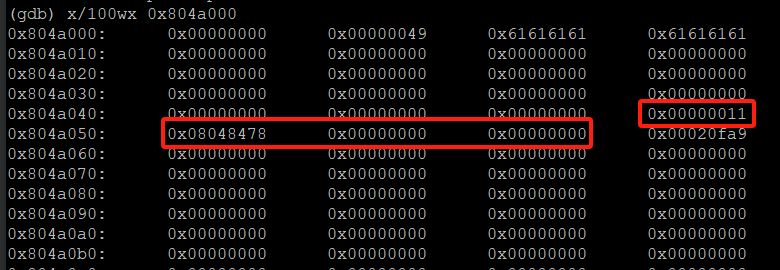 (gdb) x/100wx 0x804a000
0x804a000: 0x00000000 0x00000049 0x61616161 0x61616161
0x804a010: 0x00000000 0x00000000 0x00000000 0x00000000
0x804a020: 0x00000000 0x00000000 0x00000000 0x00000000
0x804a030: 0x00000000 0x00000000 0x00000000 0x00000000
0x804a040: 0x00000000 0x00000000 0x00000000 0x00000011
0x804a050: 0x08048478 0x00000000 0x00000000 0x00020fa9
0x804a060: 0x00000000 0x00000000 0x00000000 0x00000000
0x804a070: 0x00000000 0x00000000 0x00000000 0x00000000
0x804a080: 0x00000000 0x00000000 0x00000000 0x00000000
0x804a090: 0x00000000 0x00000000 0x00000000 0x00000000
0x804a0a0: 0x00000000 0x00000000 0x00000000 0x00000000
0x804a0b0: 0x00000000 0x00000000 0x00000000 0x00000000